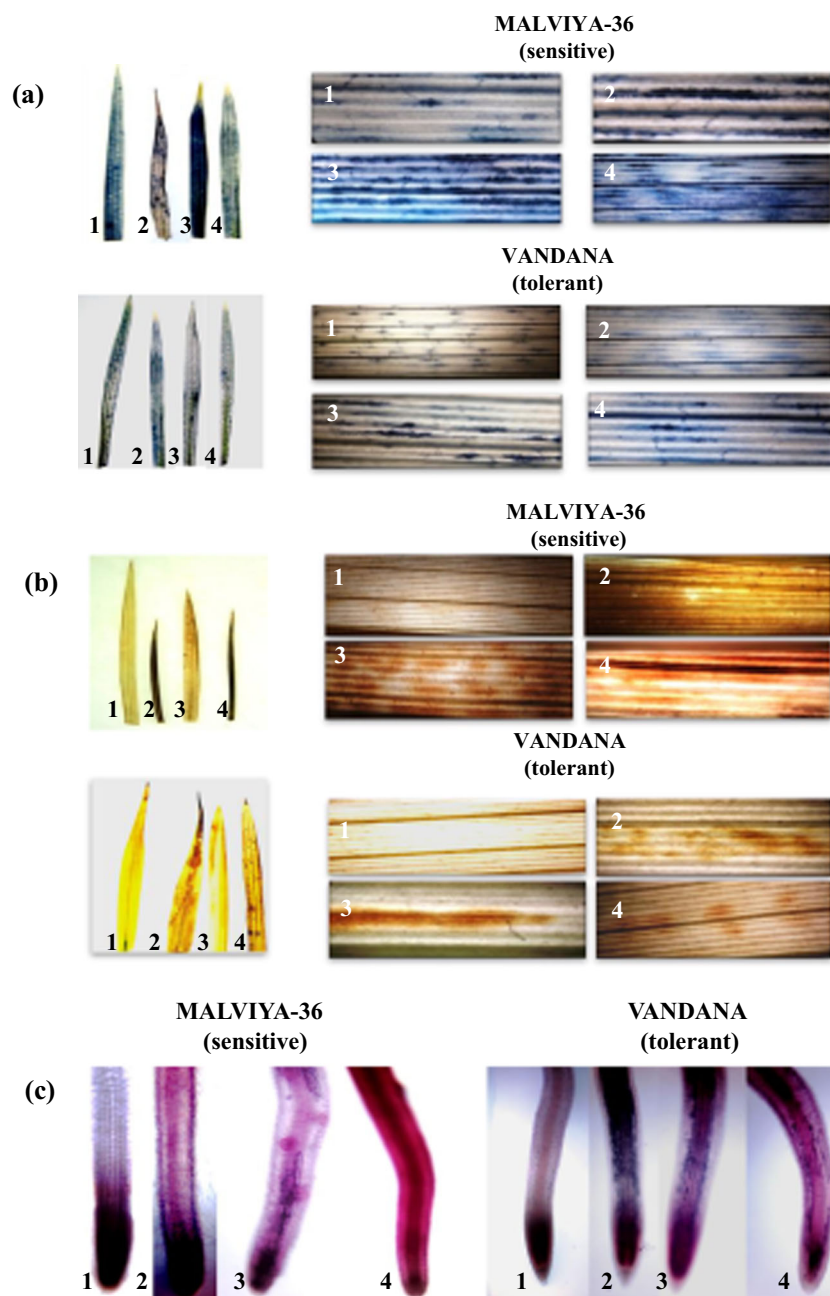 MALVIYA-36
(sensitive)
(a)
1 2 3 4
1 2
3 4
VANDANA
(tolerant)
1 2 3 4
1 2
3 4
MALVIYA-36
(sensitive)
(b)
1 2 3 4
1 2
3 4
VANDANA
(tolerant)
1 2 3 4
1 2
3 4
MALVIYA-36 VANDANA
(sensitive) (tolerant)
(c)
1 2 3 4 1 2 3 4